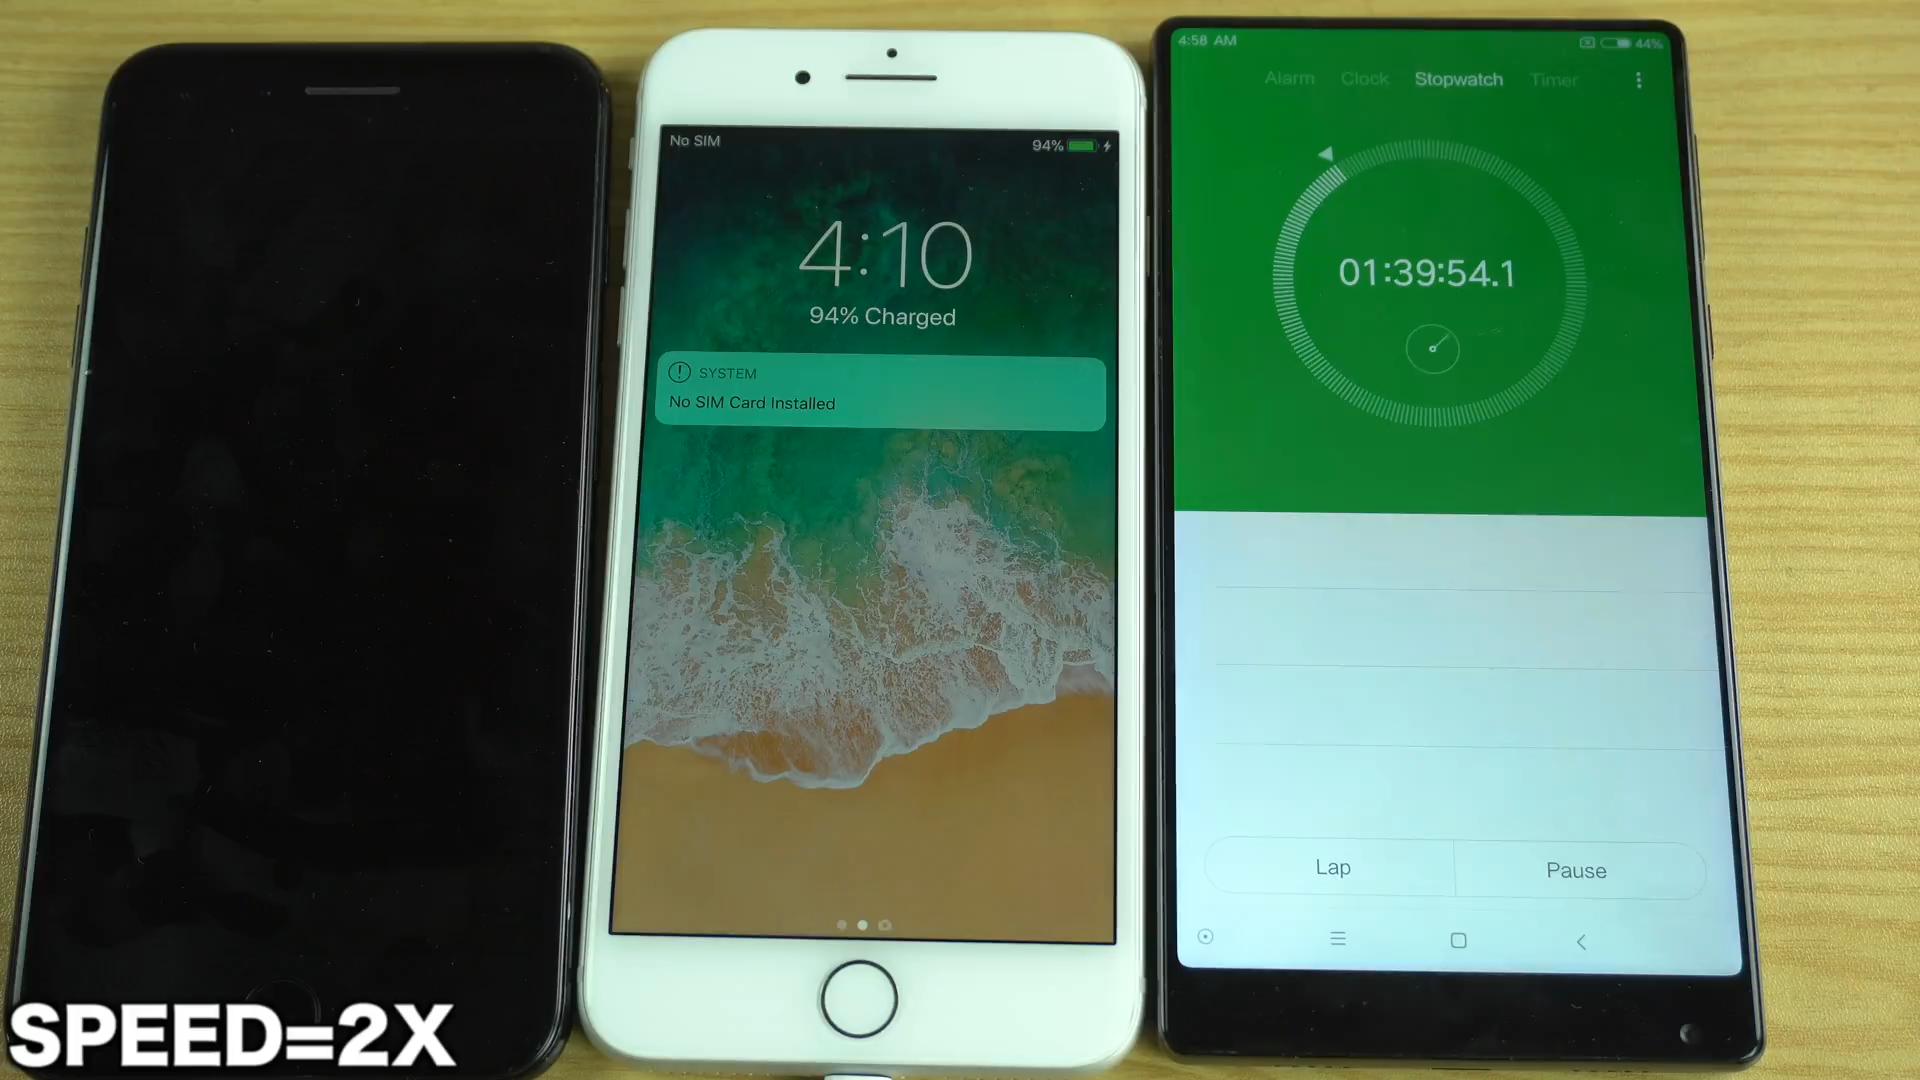 No SIM
94%
4:10
94% Charged
SYSTEM
No SIM Card Installed
4:58 AM
44%
Alarm Clock Stopwatch Timer
01:39:54.1
Lap Pause
SPEED=2X